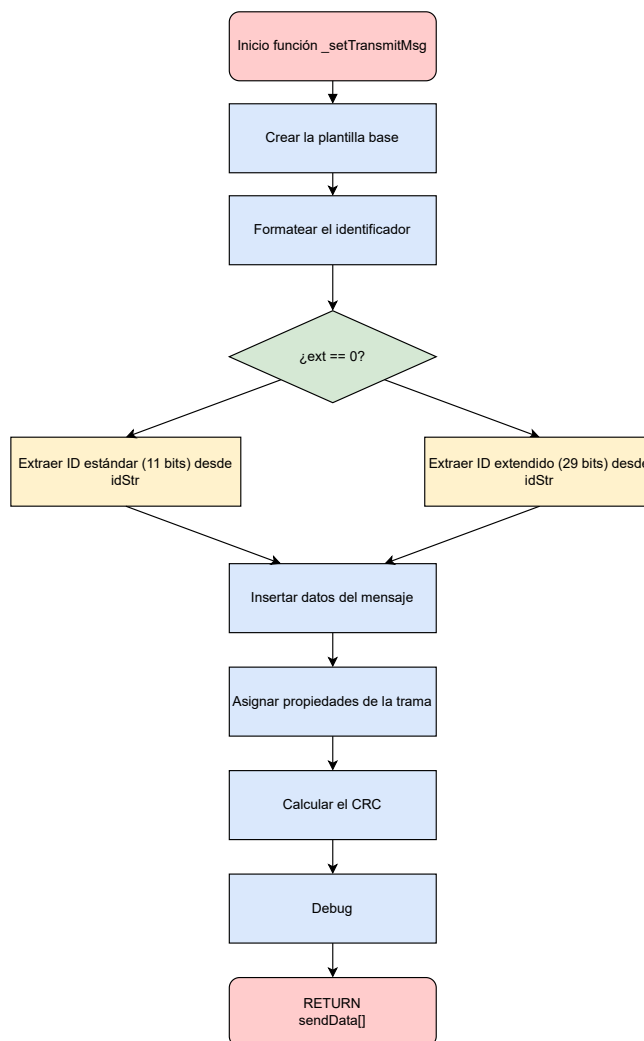 Inicio función _setTransmitMsg
Crear la plantilla base
Formatear el identificador
¿ext == 0?
Extraer ID estándar (11 bits) desde
idStr
Extraer ID extendido (29 bits) desde
idStr
Insertar datos del mensaje
Asignar propiedades de la trama
Calcular el CRC
Debug
RETURN
sendData[]